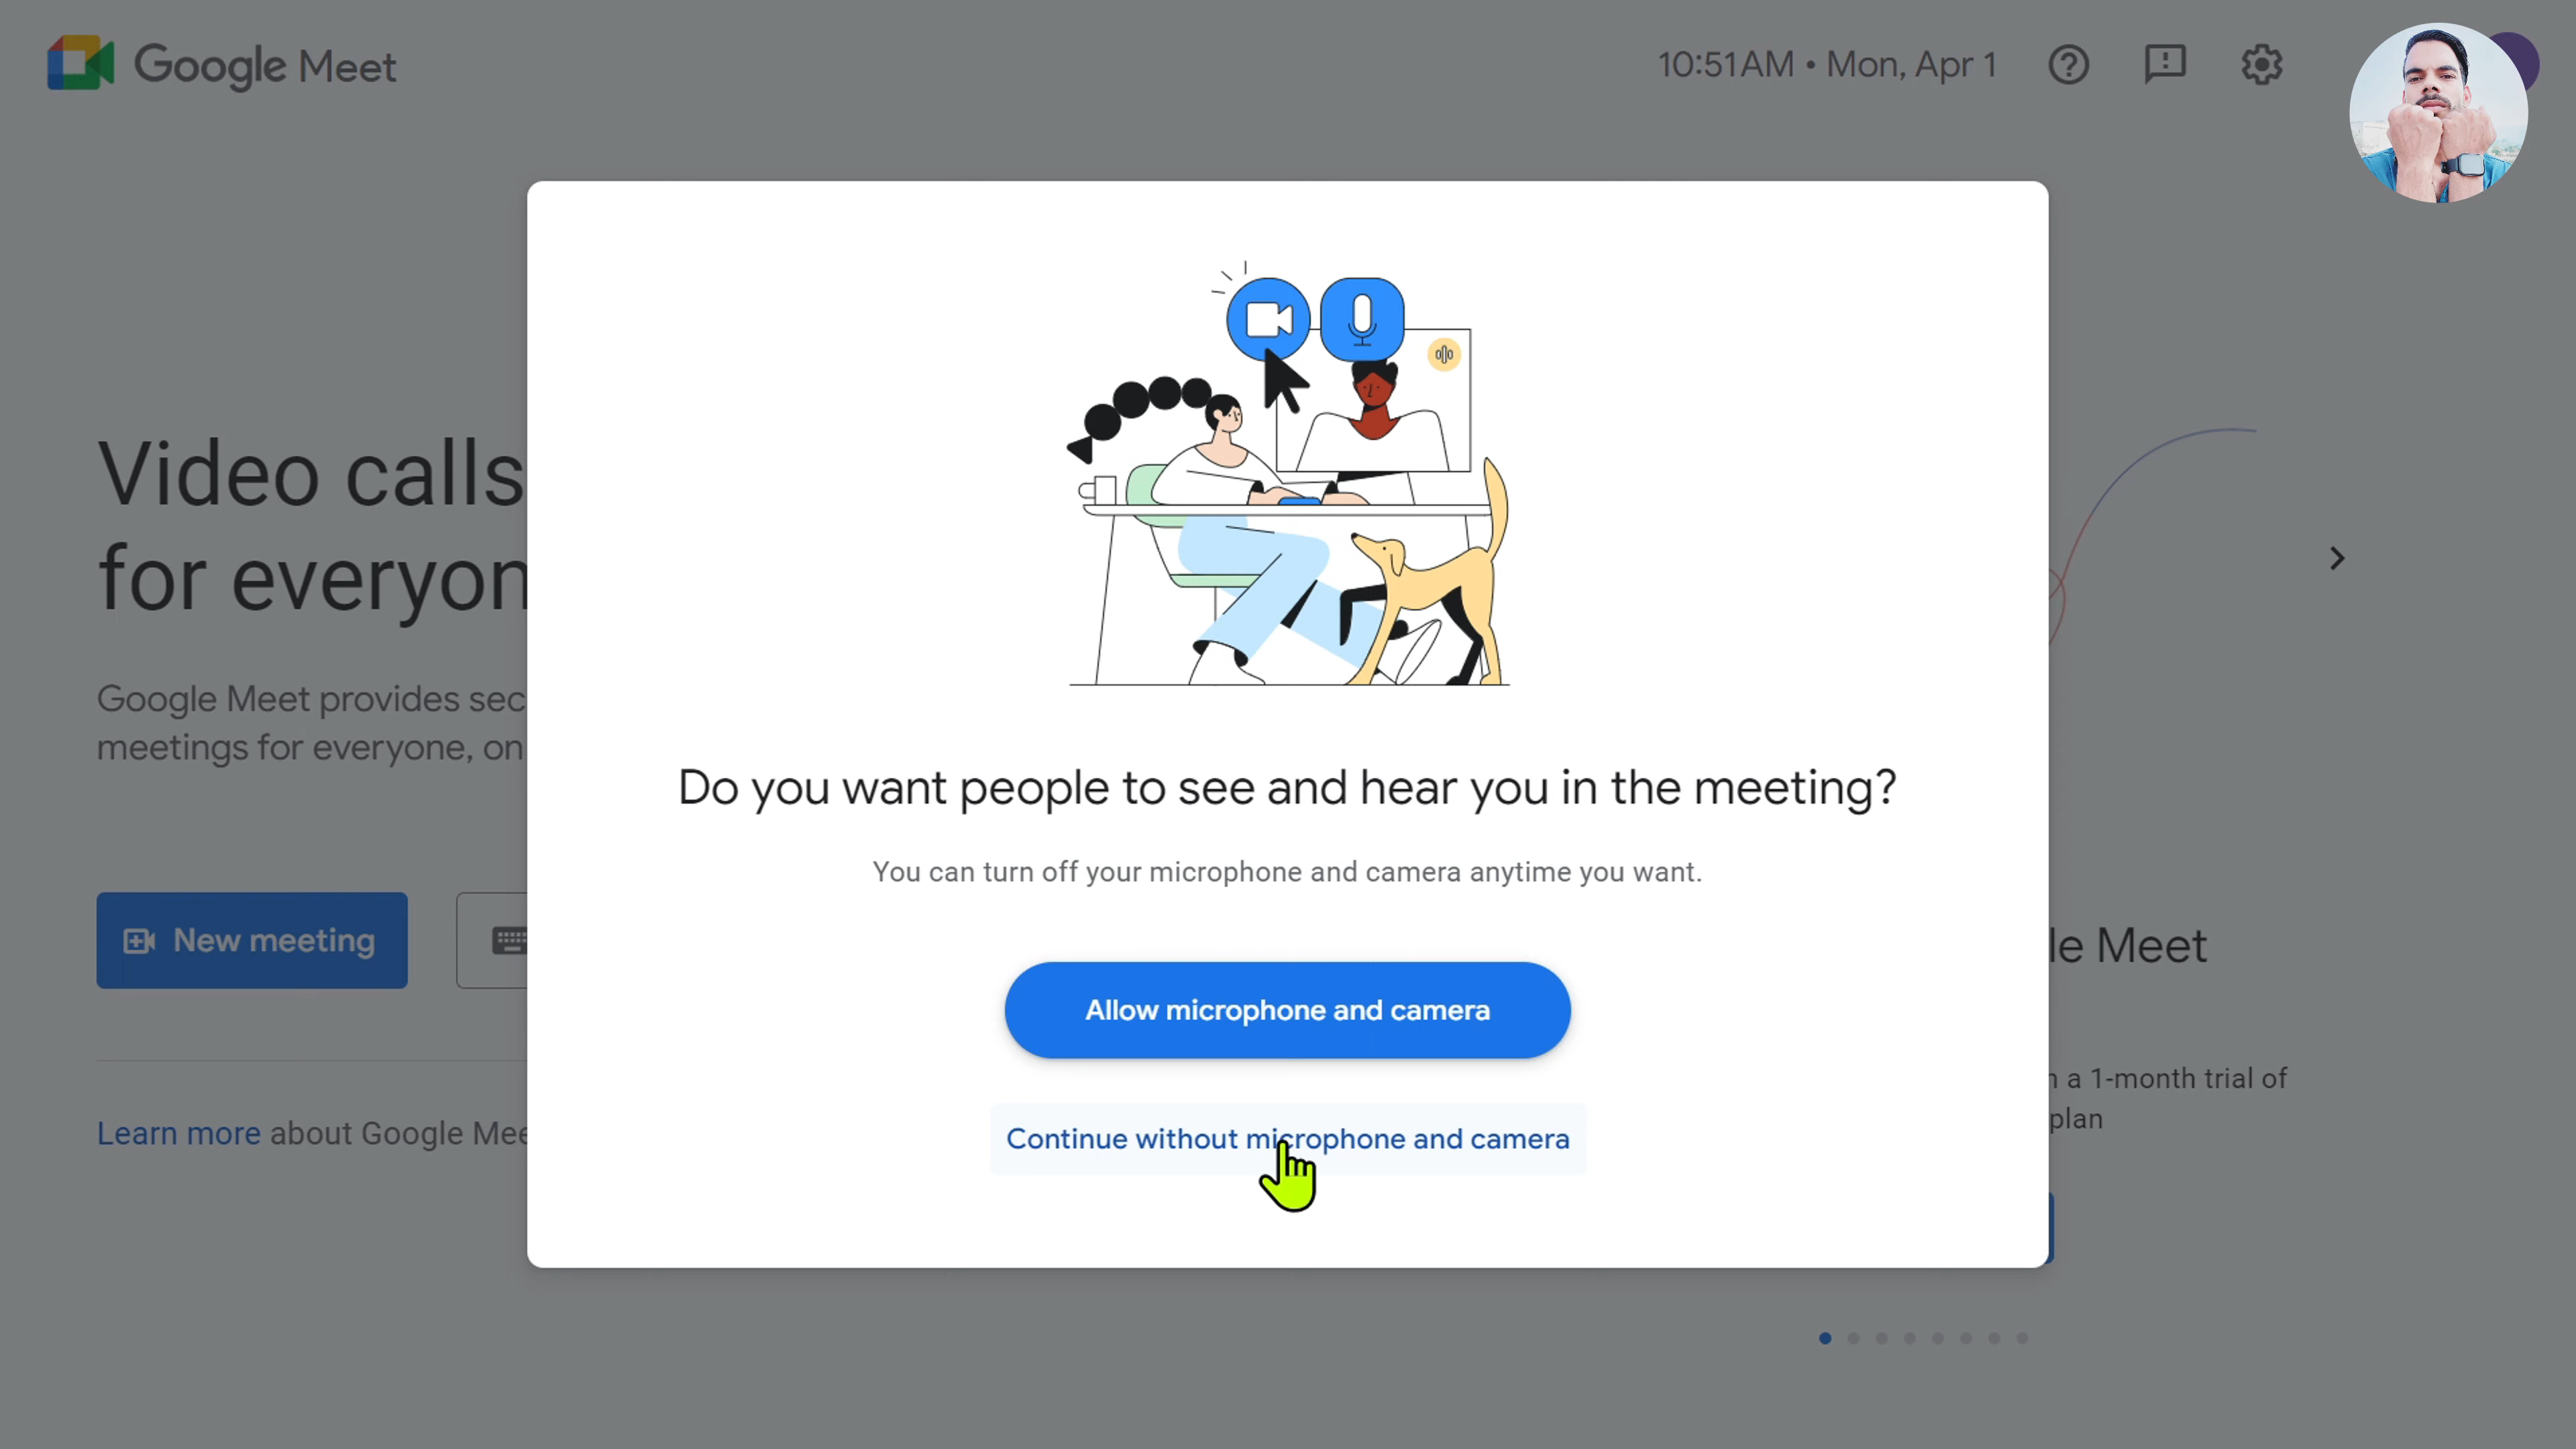 Google Meet
10:51AM • Mon, Apr 1
Video calls
for everyon
Google Meet provides sec
meetings for everyone, on
New meeting
Learn more about Google Mee
Do you want people to see and hear you in the meeting?
You can turn off your microphone and camera anytime you want.
Allow microphone and camera
Continue without microphone and camera
le Meet
a 1-month trial of
plan